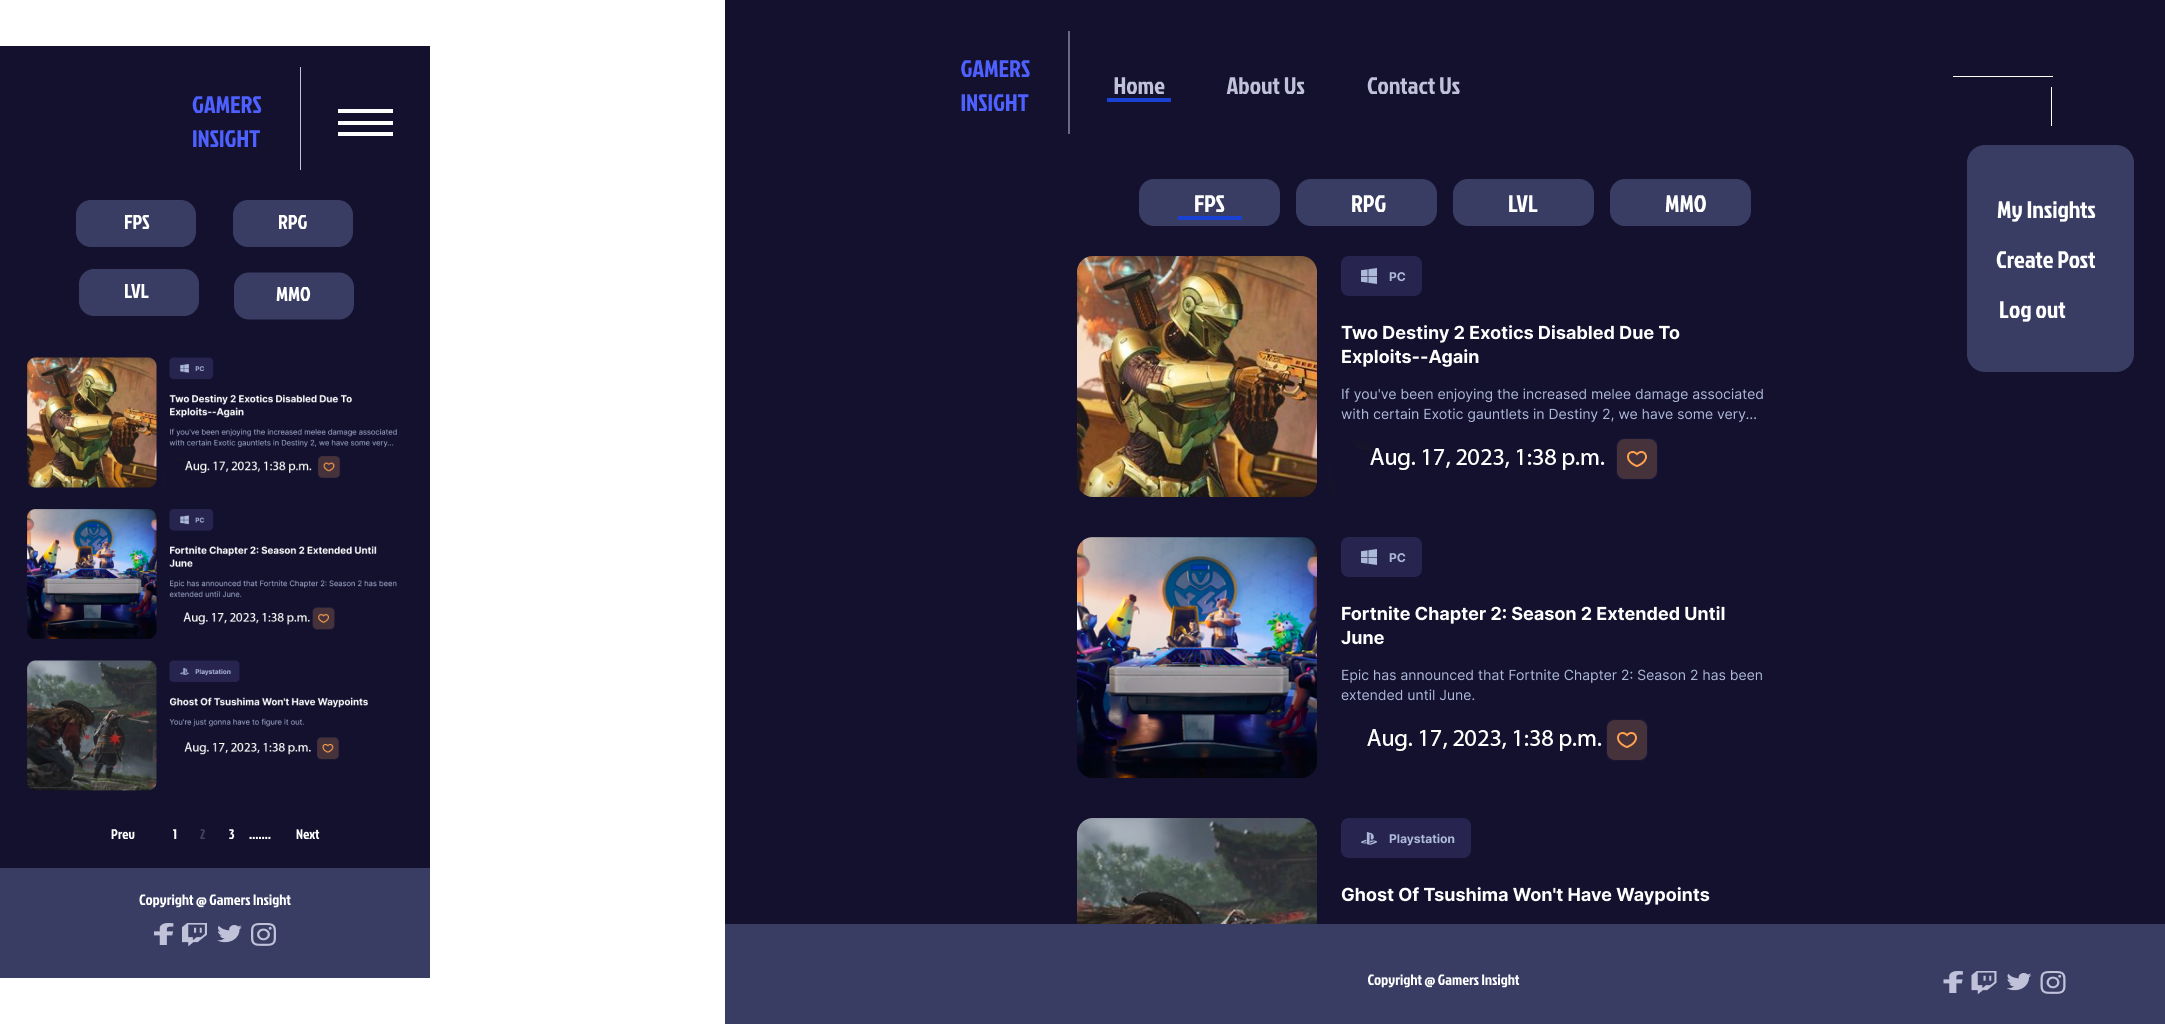 GAMERS
INSIGHT
FPS
RPG
LVL
MMO
PC
Two Destiny 2 Exotics Disabled Due To
Exploits--Again
If you've been enjoying the increased melee damage associated
with certain Exotic gauntlets in Destiny 2, we have some very...
Aug. 17, 2023, 1:38 p.m.
PC
Fortnite Chapter 2: Season 2 Extended Until
June
Epic has announced that Fortnite Chapter 2: Season 2 has been
extended until June.
Aug. 17, 2023, 1:38 p.m.
Playstation
Ghost Of Tsushima Won't Have Waypoints
You're just gonna have to figure it out.
Aug. 17, 2023, 1:38 p.m.
Prev 1 2 3 ....... Next
Copyright @ Gamers Insight
GAMERS
INSIGHT
Home
About Us
Contact Us
FPS
RPG
LVL
MMO
My Insights
Create Post
Log out
PC
Two Destiny 2 Exotics Disabled Due To
Exploits--Again
If you've been enjoying the increased melee damage associated
with certain Exotic gauntlets in Destiny 2, we have some very...
Aug. 17, 2023, 1:38 p.m.
PC
Fortnite Chapter 2: Season 2 Extended Until
June
Epic has announced that Fortnite Chapter 2: Season 2 has been
extended until June.
Aug. 17, 2023, 1:38 p.m.
Playstation
Ghost Of Tsushima Won't Have Waypoints
Copyright @ Gamers Insight